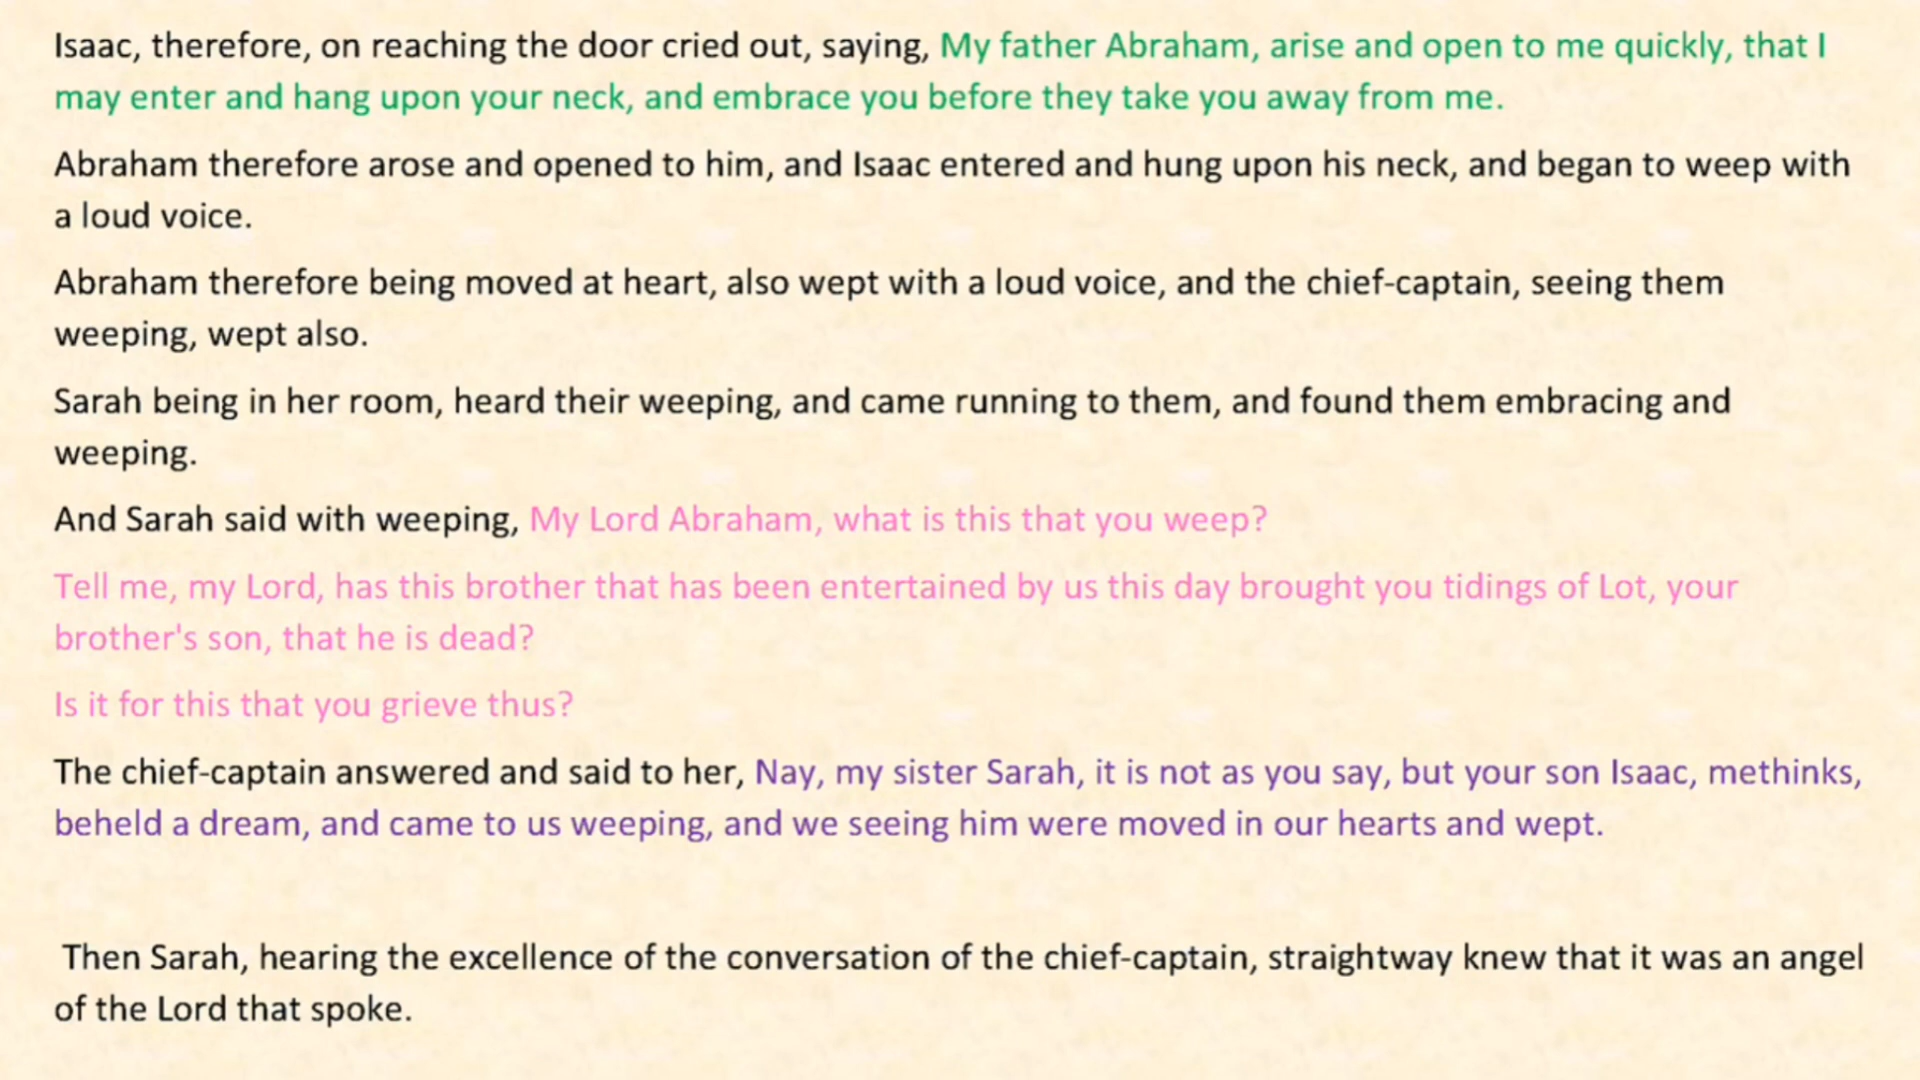 Isaac, therefore, on reaching the door cried out, saying, My father Abraham, arise and open to me quickly, that I
may enter and hang upon your neck, and embrace you before they take you away from me.
Abraham therefore arose and opened to him, and Isaac entered and hung upon his neck, and began to weep with
a loud voice.
Abraham therefore being moved at heart, also wept with a loud voice, and the chief-captain, seeing them
weeping, wept also.
Sarah being in her room, heard their weeping, and came running to them, and found them embracing and
weeping.
And Sarah said with weeping, My Lord Abraham, what is this that you weep?
Tell me, my Lord, has this brother that has been entertained by us this day brought you tidings of Lot, your
brother's son, that he is dead?
Is it for this that you grieve thus?
The chief-captain answered and said to her, Nay, my sister Sarah, it is not as you say, but your son Isaac, methinks,
beheld a dream, and came to us weeping, and we seeing him were moved in our hearts and wept.
Then Sarah, hearing the excellence of the conversation of the chief-captain, straightway knew that it was an angel
of the Lord that spoke.